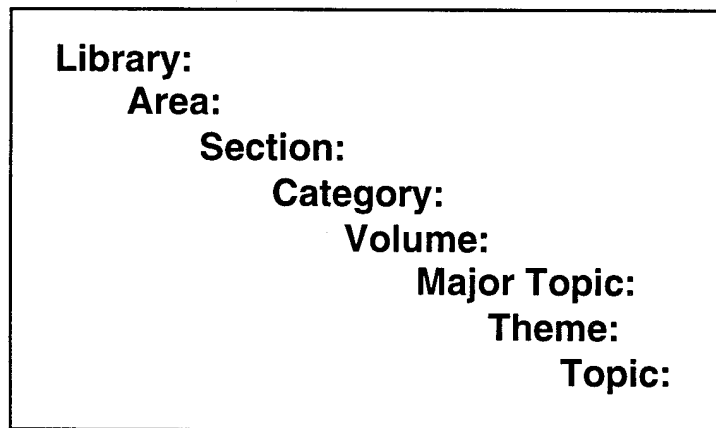 Library:
Area:
Section:
Category:
Volume:
Major Topic:
Theme:
Topic: